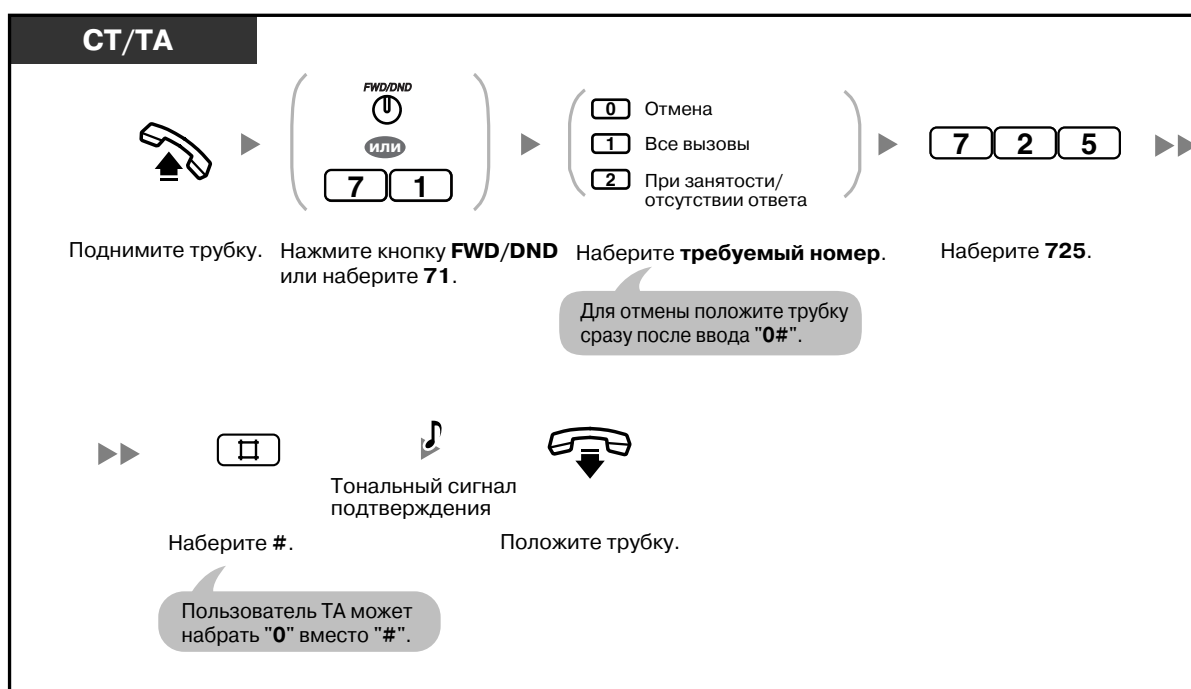 СТ/ТА
FWD/DND
или
7 1
0 Отмена
1 Все вызовы
2 При занятости/
отсутствии ответа
7 2 5
Поднимите трубку.
Нажмите кнопку FWD/DND
или наберите 71.
Наберите требуемый номер.
Наберите 725.
Для отмены положите трубку
сразу после ввода "0#".
Тональный сигнал
подтверждения
Наберите #.
Положите трубку.
Пользователь ТА может
набрать "0" вместо "#".